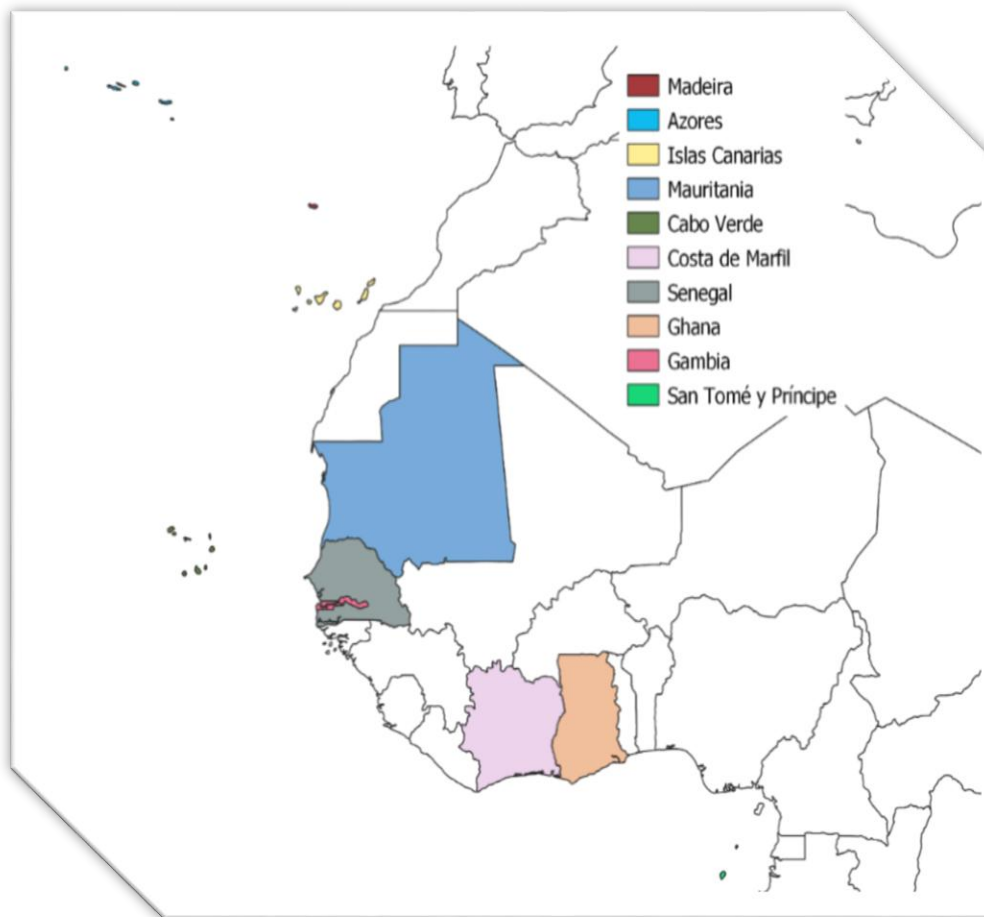 Madeira
Azores
Islas Canarias
Mauritania
Cabo Verde
Costa de Marfil
Senegal
Ghana
Gambia
San Tomé y Príncipe